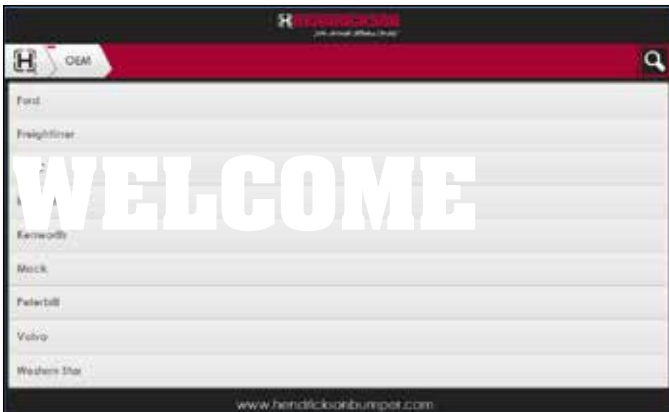 HENDRICKSON
OEM
Ford
Freightliner
WELCOME
Kenworth
Mack
Peterbilt
Volvo
Western Star
www.hendricksonbumper.com